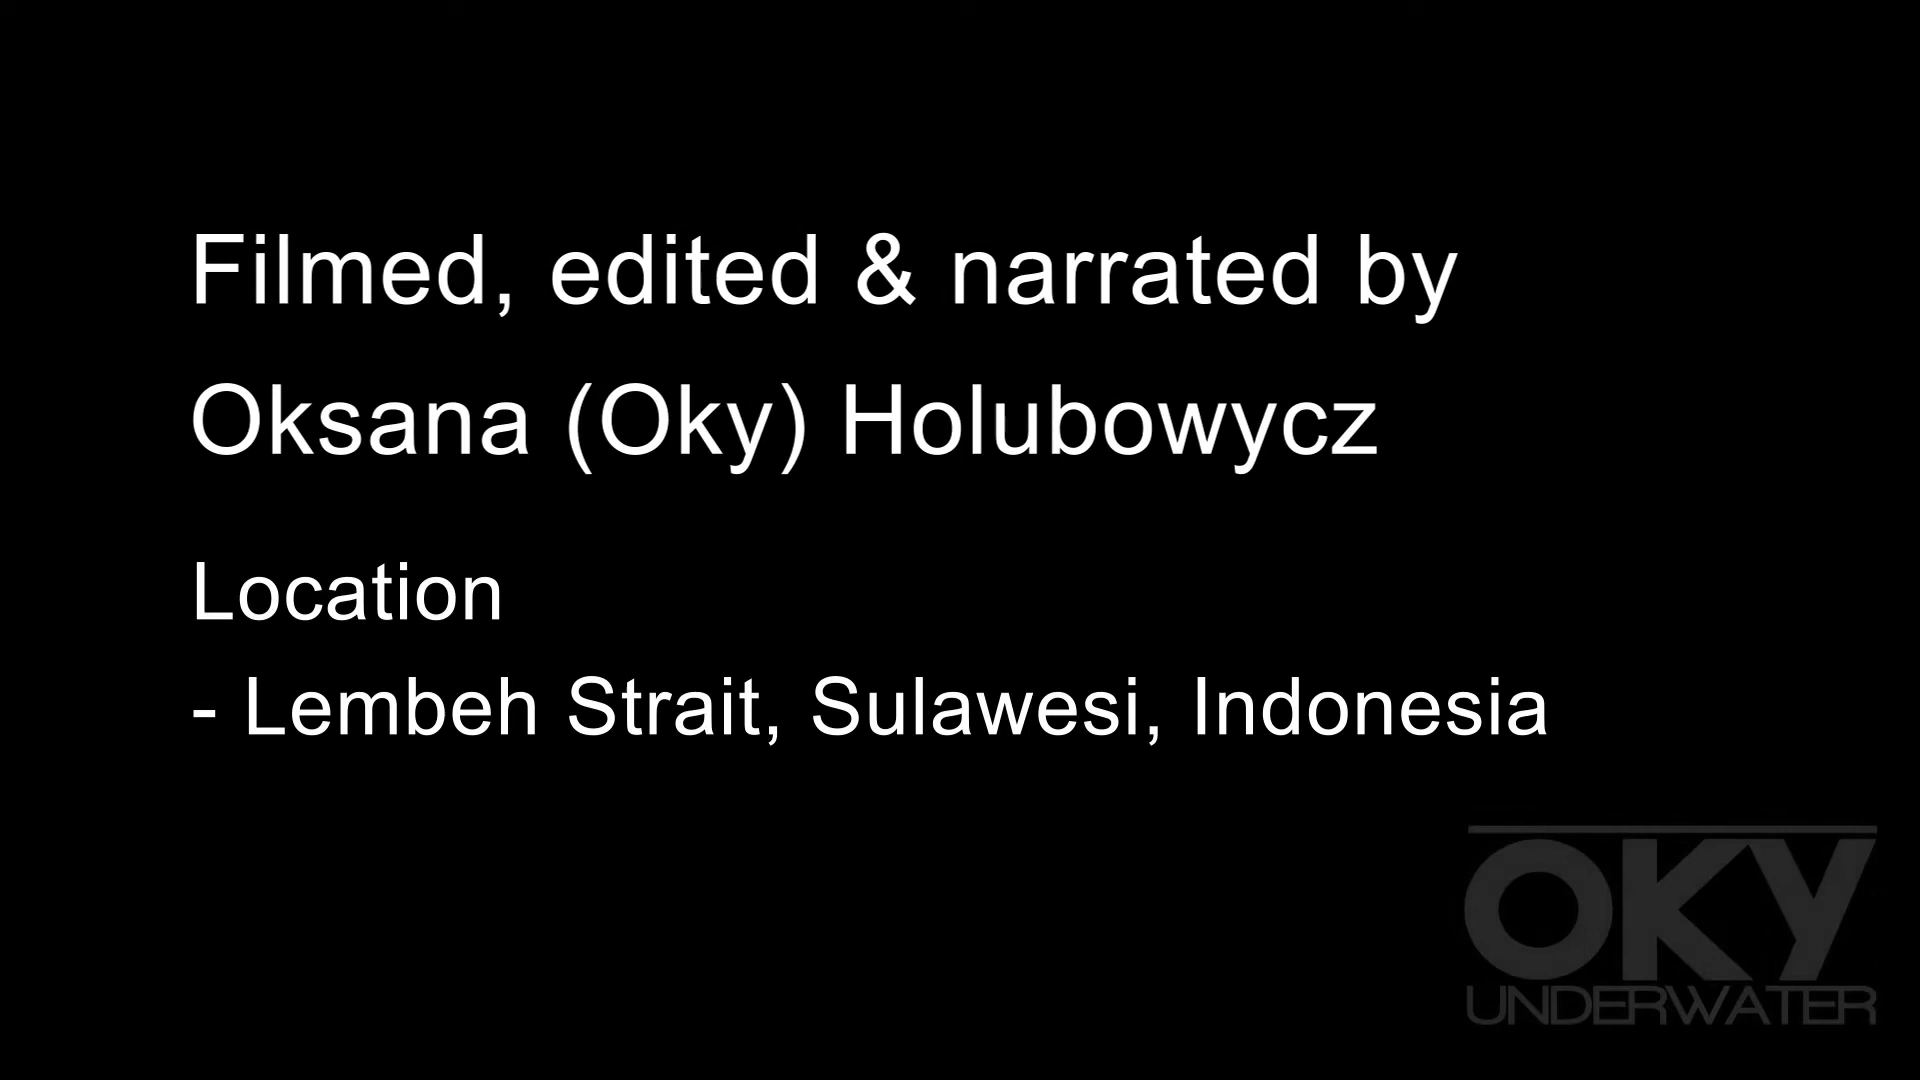 Filmed, edited & narrated by
Oksana (Oky) Holubowycz
Location
- Lembeh Strait, Sulawesi, Indonesia
OKY
UNDERWATER